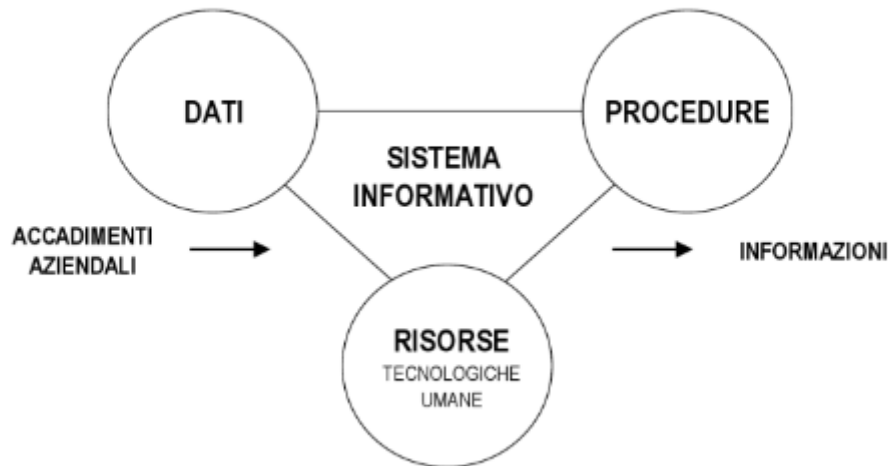 DATI
PROCEDURE
SISTEMA
INFORMATIVO
ACCADIMENTI
AZIENDALI
INFORMAZIONI
RISORSE
TECNOLOGICHE
UMANE